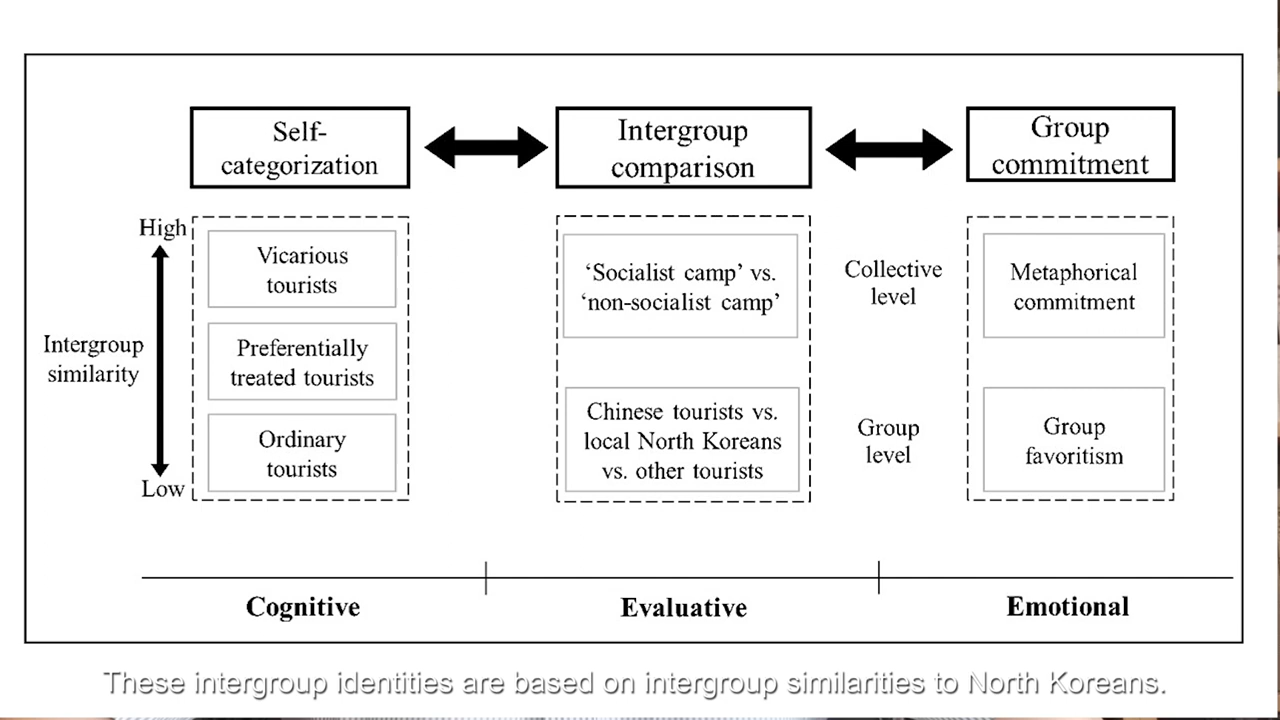 Self-
categorization
Intergroup
comparison
Group
commitment
High
Intergroup
similarity
Low
Vicarious
tourists
Preferentially
treated tourists
Ordinary
tourists
‘Socialist camp’ vs.
‘non-socialist camp’
Chinese tourists vs.
local North Koreans
vs. other tourists
Collective
level
Group
level
Metaphorical
commitment
Group
favoritism
Cognitive
Evaluative
Emotional
These intergroup identities are based on intergroup similarities to North Koreans.